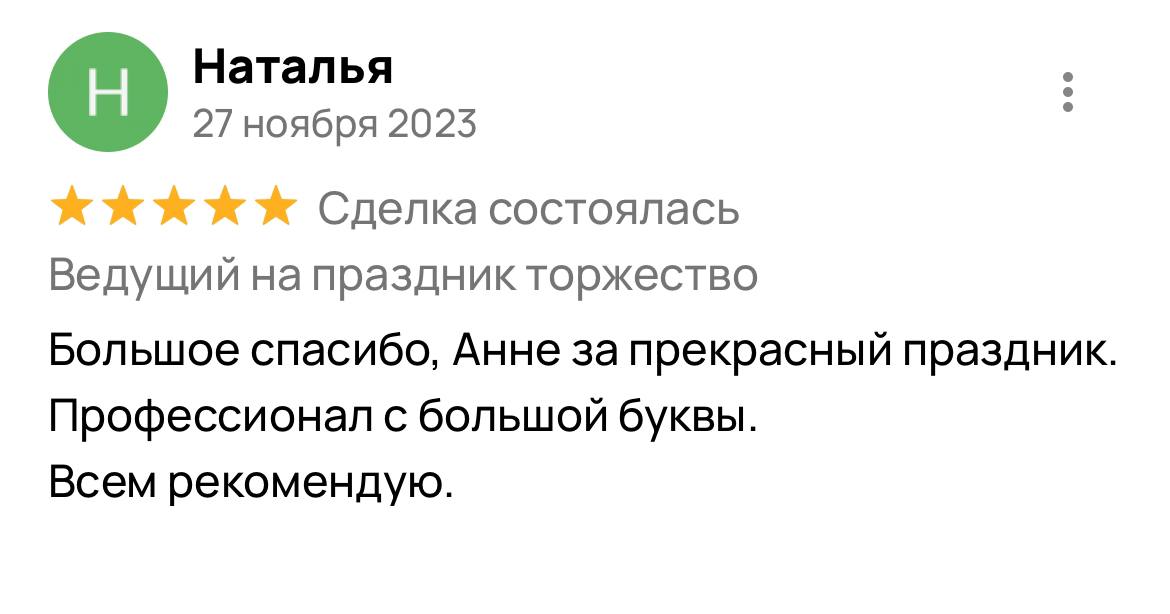 Н
Наталья
27 ноября 2023
Сделка состоялась
Ведущий на праздник торжество
Большое спасибо, Анне за прекрасный праздник.
Профессионал с большой буквы.
Всем рекомендую.